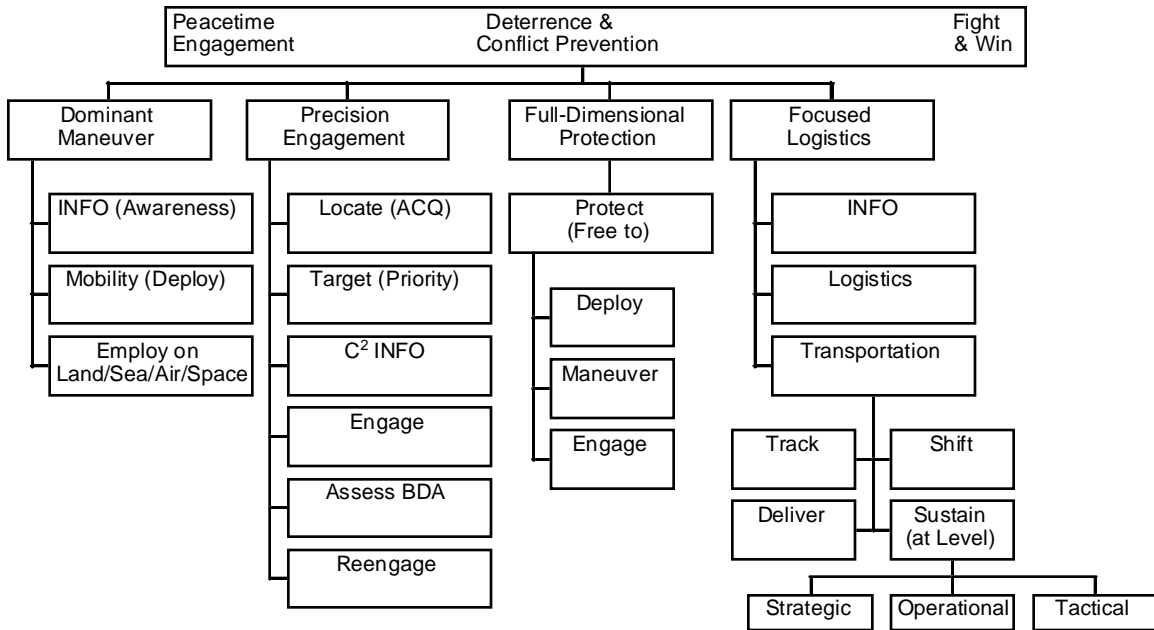 Peacetime
Engagement
Deterrence &
Conflict Prevention
Fight
& Win
Dominant
Maneuver
Precision
Engagement
Full-Dimensional
Protection
Focused
Logistics
INFO (Awareness)
Mobility (Deploy)
Employ on
Land/Sea/Air/Space
Locate (ACQ)
Target (Priority)
C² INFO
Engage
Assess BDA
Reengage
Protect
(Free to)
Deploy
Maneuver
Engage
INFO
Logistics
Transportation
Track
Shift
Deliver
Sustain
(at Level)
Strategic
Operational
Tactical